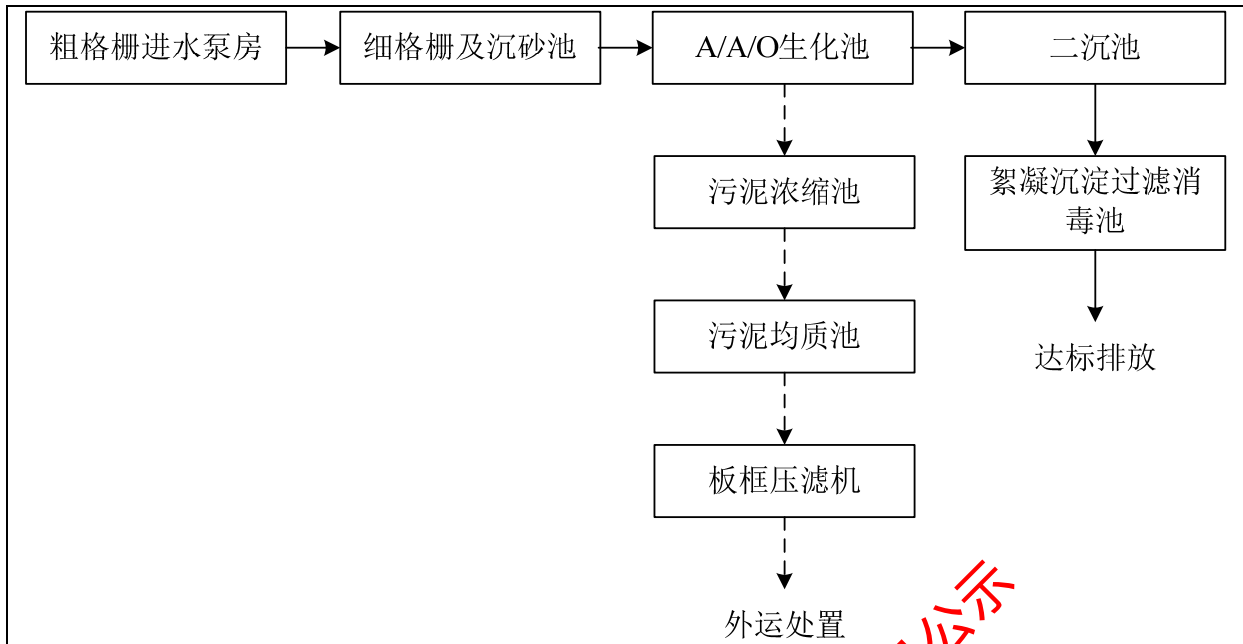 粗格栅进水泵房
细格栅及沉砂池
A/A/O生化池
二沉池
污泥浓缩池
絮凝沉淀过滤消
毒池
污泥均质池
达标排放
板框压滤机
外运处置
公示